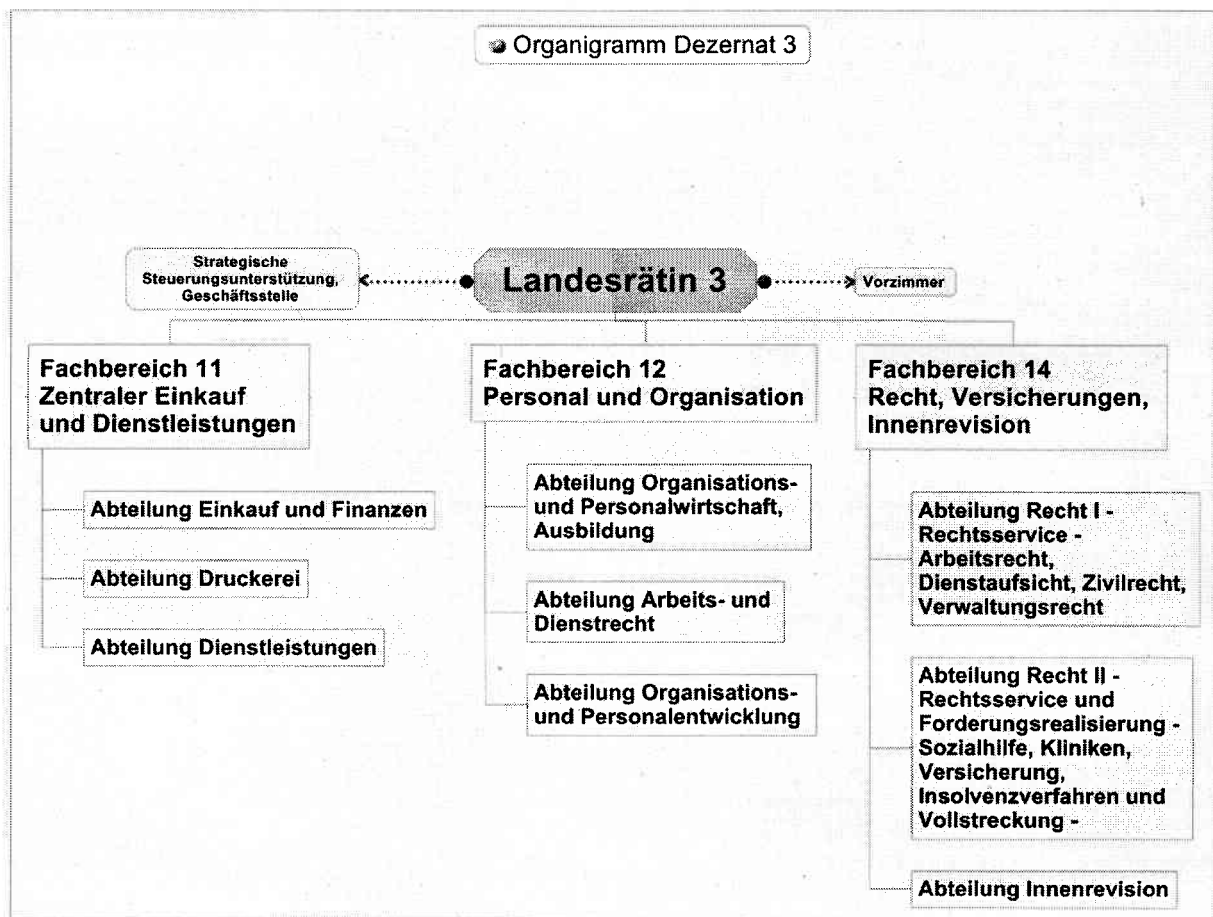 Organigramm Dezernat 3
Strategische
Steuerungsunterstützung,
Geschäftsstelle
Landesrätin 3
Vorzimmer
Fachbereich 11
Zentraler Einkauf
und Dienstleistungen
Abteilung Einkauf und Finanzen
Abteilung Druckerei
Abteilung Dienstleistungen
Fachbereich 12
Personal und Organisation
Abteilung Organisations-
und Personalwirtschaft,
Ausbildung
Abteilung Arbeits- und
Dienstrecht
Abteilung Organisations-
und Personalentwicklung
Fachbereich 14
Recht, Versicherungen,
Innenrevision
Abteilung Recht I -
Rechtsservice -
Arbeitsrecht,
Dienstaufsicht, Zivilrecht,
Verwaltungsrecht
Abteilung Recht II -
Rechtsservice und
Forderungsrealisierung -
Sozialhilfe, Kliniken,
Versicherung,
Insolvenzverfahren und
Vollstreckung -
Abteilung Innenrevision